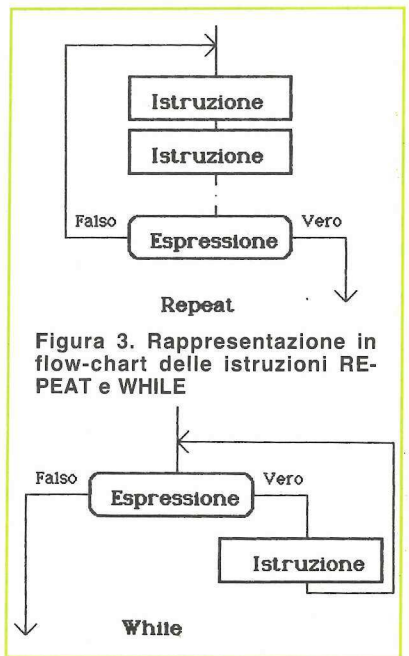 Istruzione
Istruzione
Falso
Vero
Espressione
Repeat
Figura 3. Rappresentazione in
flow-chart delle istruzioni RE-
PEAT e WHILE
Falso
Vero
Espressione
Istruzione
While